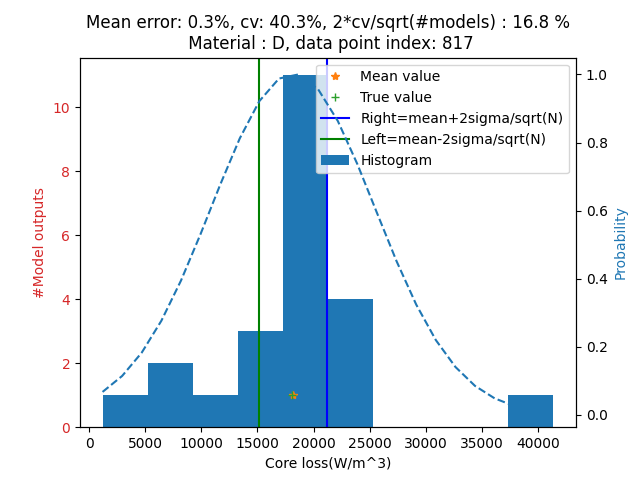 Mean error: 0.3%, cv: 40.3%, 2*cv/sqrt(#models) : 16.8 %
Material : D, data point index: 817
Mean value
True value
Right=mean+2sigma/sqrt(N)
Left=mean-2sigma/sqrt(N)
Histogram
#Model outputs
10
8
6
4
2
0
1.0
0.8
0.6
0.4
0.2
0.0
Probability
0 5000 10000 15000 20000 25000 30000 35000 40000
Core loss(W/m^3)